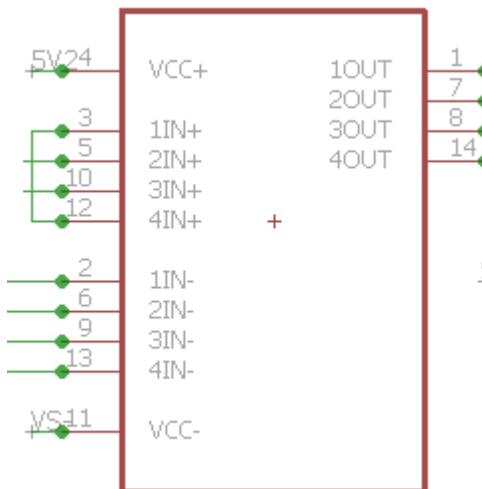 5V 24 VCC+ 1OUT 1
2OUT 7
3 1IN+ 3OUT 8
5 2IN+ 4OUT 14
10 3IN+
12 4IN+
2 1IN-
6 2IN-
9 3IN-
13 4IN-
VS- 11 VCC-